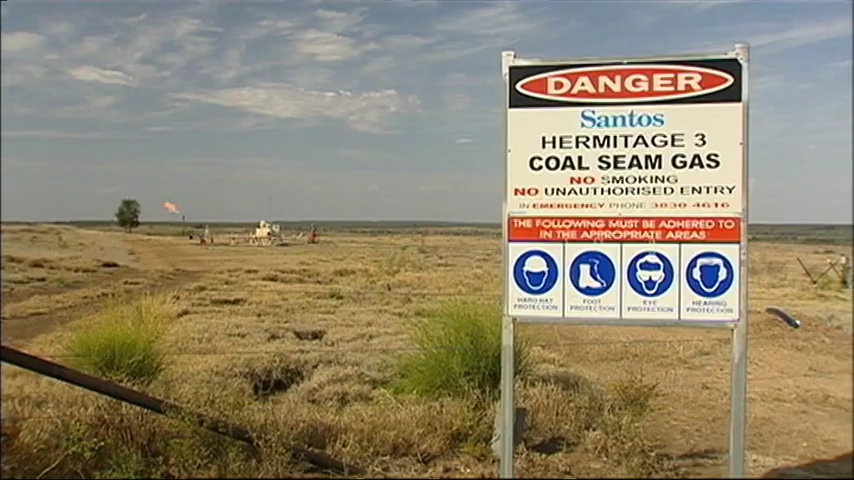 DANGER
Santos
HERMITAGE 3
COAL SEAM GAS
NO SMOKING
NO UNAUTHORISED ENTRY
IN EMERGENCY PHONE 3830 4616
THE FOLLOWING MUST BE ADHERED TO
IN THE APPROPRIATE AREAS
HARD HAT PROTECTION
FOOT PROTECTION
EYE PROTECTION
HEARING PROTECTION